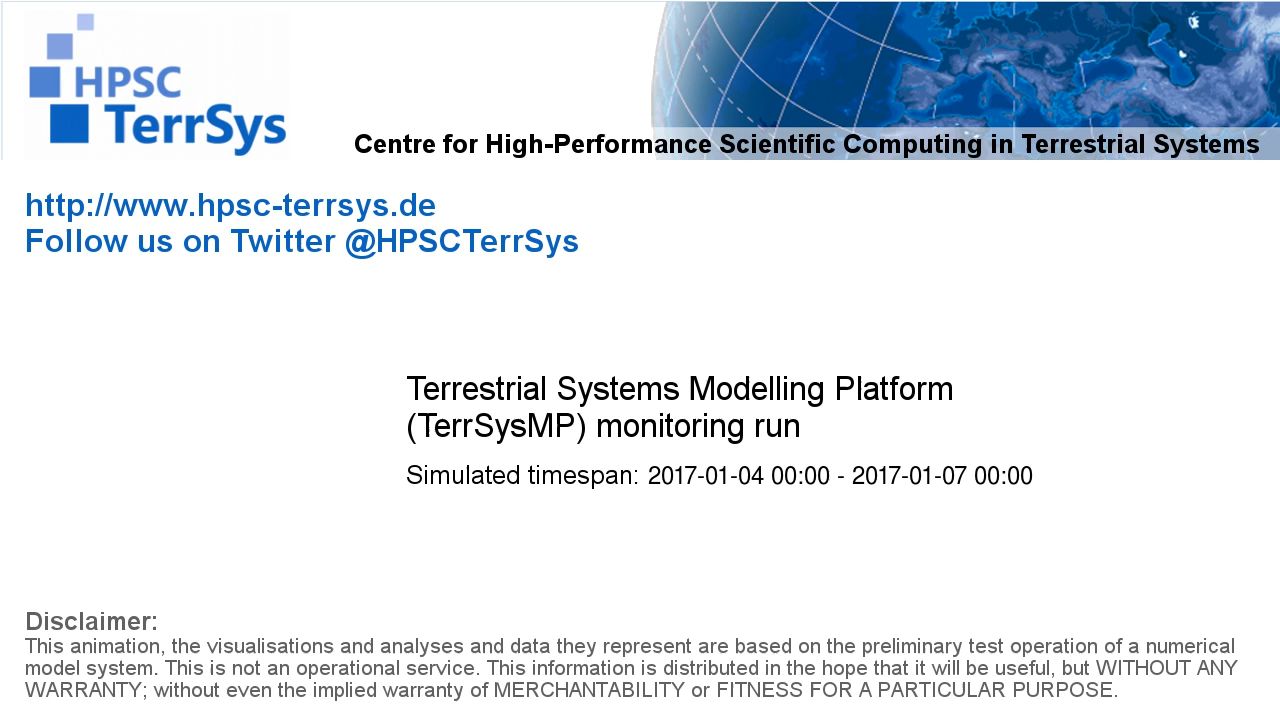 HPSC
TerrSys
Centre for High-Performance Scientific Computing in Terrestrial Systems
http://www.hpsc-terrsys.de
Follow us on Twitter @HPSCTerrSys
Terrestrial Systems Modelling Platform
(TerrSysMP) monitoring run
Simulated timespan: 2017-01-04 00:00 - 2017-01-07 00:00
Disclaimer:
This animation, the visualisations and analyses and data they represent are based on the preliminary test operation of a numerical
model system. This is not an operational service. This information is distributed in the hope that it will be useful, but WITHOUT ANY
WARRANTY; without even the implied warranty of MERCHANTABILITY or FITNESS FOR A PARTICULAR PURPOSE.